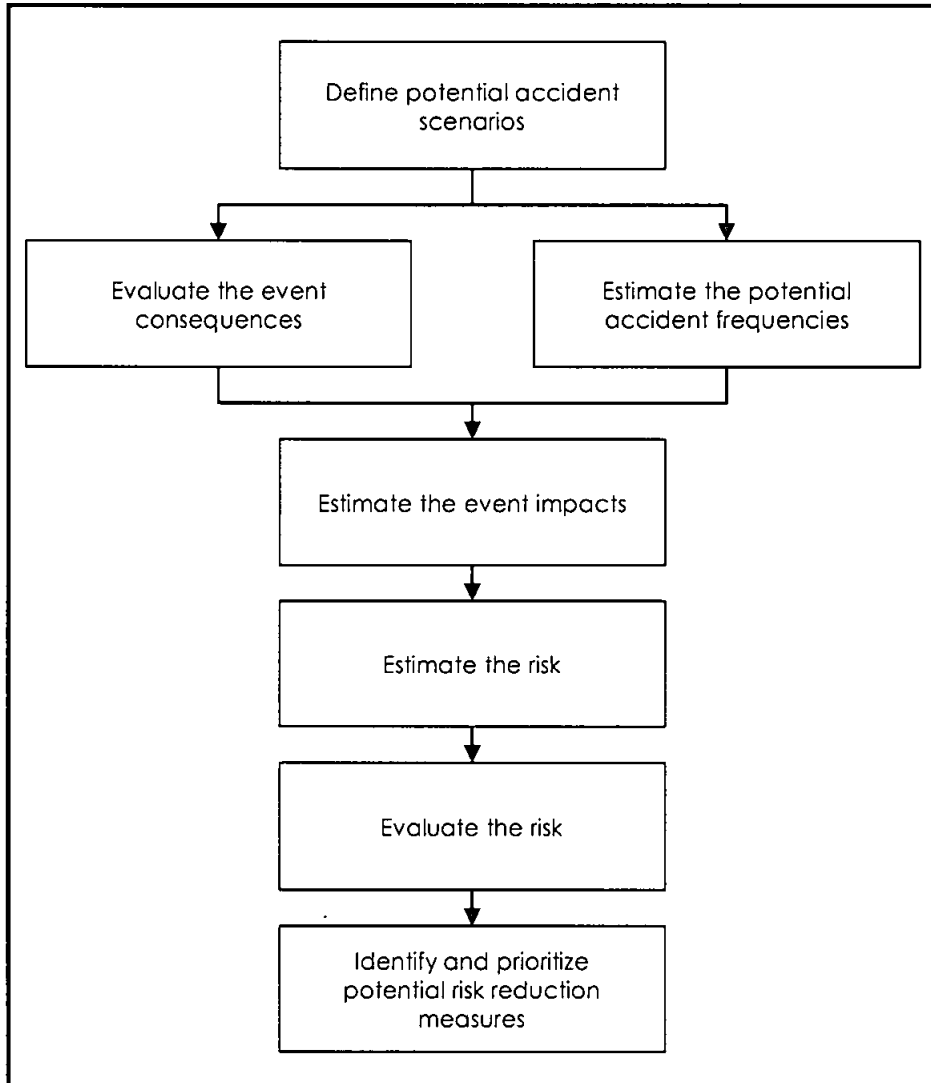 Define potential accident
scenarios
Evaluate the event
consequences
Estimate the potential
accident frequencies
Estimate the event impacts
Estimate the risk
Evaluate the risk
Identify and prioritize
potential risk reduction
measures